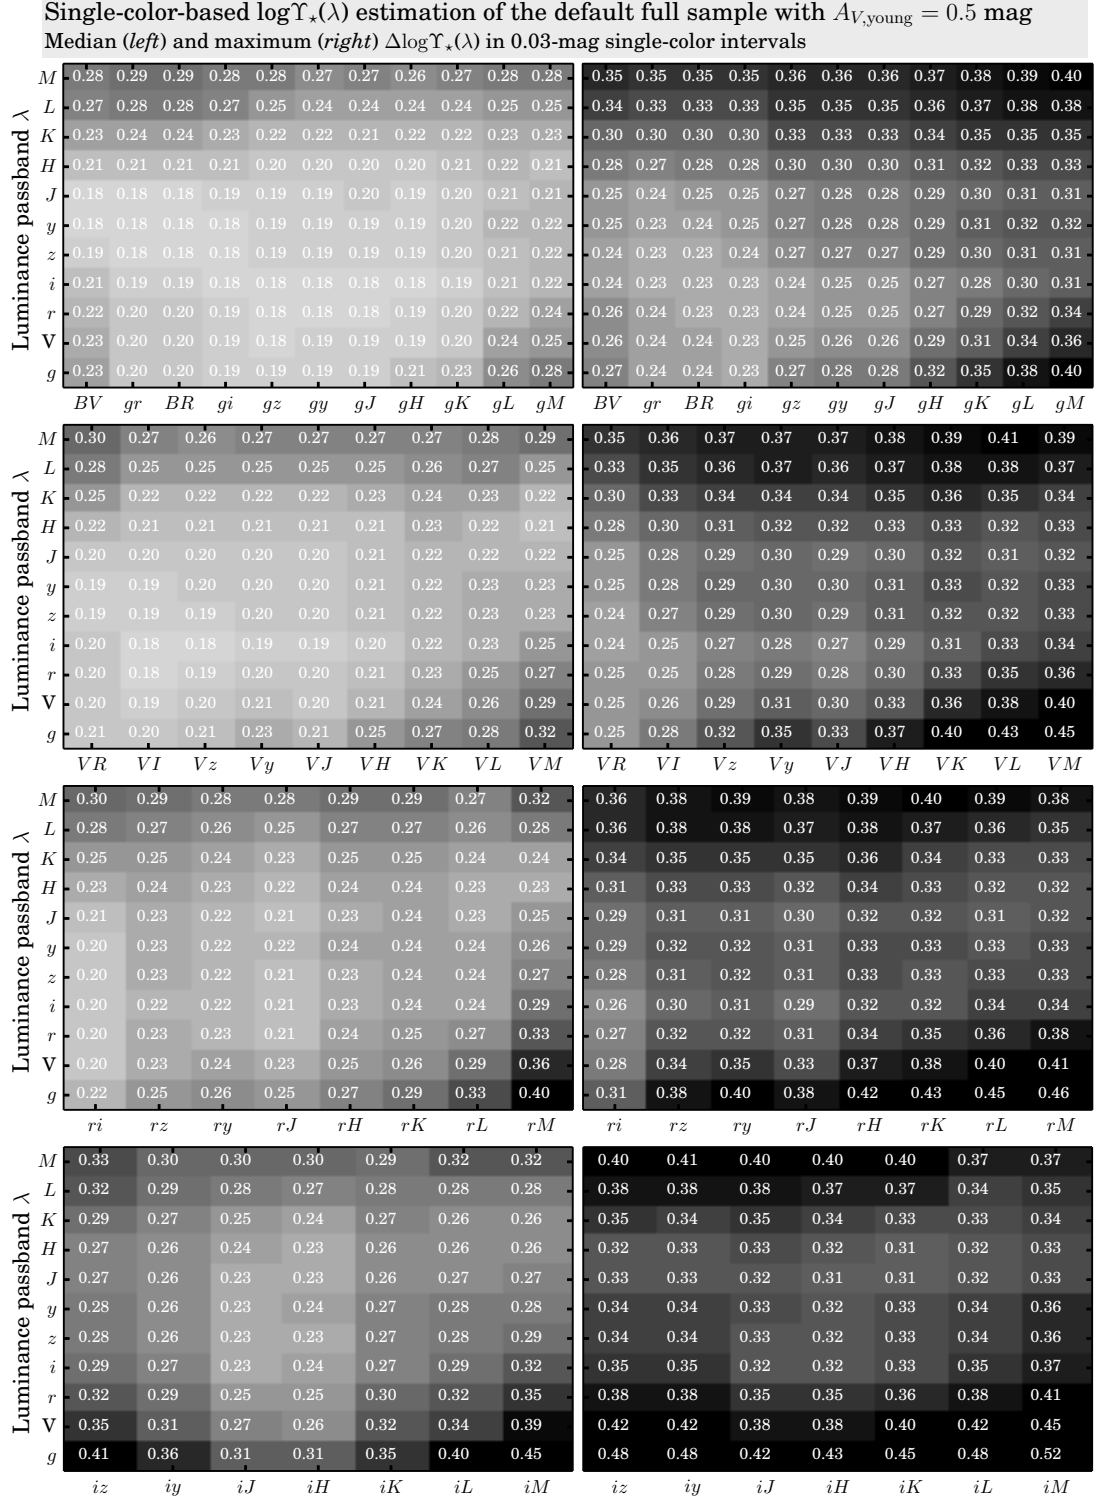 Single-color-based logϒ⋆(λ) estimation of the default full sample with A_V,young = 0.5 mag
Median (left) and maximum (right) Δlogϒ⋆(λ) in 0.03-mag single-color intervals
Luminance passband λ
M 0.28 0.29 0.29 0.28 0.28 0.27 0.27 0.26 0.27 0.28 0.28 0.35 0.35 0.35 0.35 0.36 0.36 0.36 0.37 0.38 0.39 0.40
L 0.27 0.28 0.28 0.27 0.25 0.24 0.24 0.24 0.24 0.25 0.25 0.34 0.33 0.33 0.33 0.35 0.35 0.35 0.36 0.37 0.38 0.38
K 0.23 0.24 0.24 0.23 0.22 0.22 0.21 0.22 0.22 0.23 0.23 0.30 0.30 0.30 0.30 0.33 0.33 0.33 0.34 0.35 0.35 0.35
H 0.21 0.21 0.21 0.21 0.20 0.20 0.20 0.20 0.21 0.22 0.21 0.28 0.27 0.28 0.28 0.30 0.30 0.30 0.31 0.32 0.33 0.33
J 0.18 0.18 0.18 0.19 0.19 0.19 0.20 0.19 0.20 0.21 0.21 0.25 0.24 0.25 0.25 0.27 0.28 0.28 0.29 0.30 0.31 0.31
y 0.18 0.18 0.18 0.18 0.19 0.19 0.19 0.19 0.20 0.22 0.22 0.25 0.23 0.24 0.25 0.27 0.28 0.28 0.29 0.31 0.32 0.32
z 0.19 0.18 0.18 0.18 0.19 0.19 0.19 0.19 0.20 0.21 0.22 0.24 0.23 0.23 0.24 0.27 0.27 0.27 0.29 0.30 0.31 0.31
i 0.21 0.19 0.19 0.18 0.18 0.18 0.18 0.18 0.19 0.21 0.22 0.24 0.23 0.23 0.23 0.24 0.25 0.25 0.27 0.28 0.30 0.31
r 0.22 0.20 0.20 0.19 0.18 0.18 0.18 0.19 0.20 0.22 0.24 0.26 0.24 0.23 0.23 0.24 0.25 0.25 0.27 0.29 0.32 0.34
V 0.23 0.20 0.20 0.19 0.18 0.19 0.19 0.19 0.20 0.24 0.25 0.26 0.24 0.24 0.23 0.25 0.26 0.26 0.29 0.31 0.34 0.36
g 0.23 0.20 0.20 0.19 0.19 0.19 0.19 0.21 0.23 0.26 0.28 0.27 0.24 0.24 0.23 0.27 0.28 0.28 0.32 0.35 0.38 0.40
BV gr BR gi gz gy gJ gH gK gL gM BV gr BR gi gz gy gJ gH gK gL gM
Luminance passband λ
M 0.30 0.27 0.26 0.27 0.27 0.27 0.27 0.28 0.29 0.35 0.36 0.37 0.37 0.37 0.38 0.39 0.41 0.39
L 0.28 0.25 0.25 0.25 0.25 0.25 0.26 0.27 0.25 0.33 0.35 0.36 0.37 0.36 0.37 0.38 0.38 0.37
K 0.25 0.22 0.22 0.22 0.22 0.23 0.24 0.23 0.22 0.30 0.33 0.34 0.34 0.34 0.35 0.36 0.35 0.34
H 0.22 0.21 0.21 0.21 0.21 0.21 0.23 0.22 0.21 0.28 0.30 0.31 0.32 0.32 0.33 0.33 0.32 0.33
J 0.20 0.20 0.20 0.20 0.20 0.21 0.22 0.22 0.22 0.25 0.28 0.29 0.30 0.29 0.30 0.32 0.31 0.32
y 0.19 0.19 0.20 0.20 0.20 0.21 0.22 0.23 0.23 0.25 0.28 0.29 0.30 0.30 0.31 0.33 0.32 0.33
z 0.19 0.19 0.19 0.20 0.20 0.21 0.22 0.23 0.23 0.24 0.27 0.29 0.30 0.29 0.31 0.32 0.32 0.33
i 0.20 0.18 0.18 0.19 0.19 0.20 0.22 0.23 0.25 0.24 0.25 0.27 0.28 0.27 0.29 0.31 0.33 0.34
r 0.20 0.18 0.19 0.20 0.20 0.21 0.23 0.25 0.27 0.25 0.25 0.28 0.29 0.28 0.30 0.33 0.35 0.36
V 0.20 0.19 0.20 0.21 0.20 0.21 0.24 0.26 0.29 0.25 0.26 0.29 0.31 0.30 0.33 0.36 0.38 0.40
g 0.21 0.20 0.21 0.23 0.21 0.25 0.27 0.28 0.32 0.25 0.28 0.32 0.35 0.33 0.37 0.40 0.43 0.45
VR VI Vz Vy VJ VH VK VL VM VR VI Vz Vy VJ VH VK VL VM
Luminance passband λ
M 0.30 0.29 0.28 0.28 0.29 0.29 0.27 0.32 0.36 0.38 0.39 0.38 0.39 0.40 0.39 0.38
L 0.28 0.27 0.26 0.25 0.27 0.27 0.26 0.28 0.36 0.38 0.38 0.37 0.38 0.37 0.36 0.35
K 0.25 0.25 0.24 0.23 0.25 0.25 0.24 0.24 0.34 0.35 0.35 0.35 0.36 0.34 0.33 0.33
H 0.23 0.24 0.23 0.22 0.24 0.24 0.23 0.23 0.31 0.33 0.33 0.32 0.34 0.33 0.32 0.32
J 0.21 0.23 0.22 0.21 0.23 0.24 0.23 0.25 0.29 0.31 0.31 0.30 0.32 0.32 0.31 0.32
y 0.20 0.23 0.22 0.22 0.24 0.24 0.24 0.26 0.29 0.32 0.32 0.31 0.33 0.33 0.33 0.33
z 0.20 0.23 0.22 0.21 0.23 0.24 0.24 0.27 0.28 0.31 0.32 0.31 0.33 0.33 0.33 0.33
i 0.20 0.22 0.22 0.21 0.23 0.24 0.24 0.29 0.26 0.30 0.31 0.29 0.32 0.32 0.34 0.34
r 0.20 0.23 0.23 0.21 0.24 0.25 0.27 0.33 0.27 0.32 0.32 0.31 0.34 0.35 0.36 0.38
V 0.20 0.23 0.24 0.23 0.25 0.26 0.29 0.36 0.28 0.34 0.35 0.33 0.37 0.38 0.40 0.41
g 0.22 0.25 0.26 0.25 0.27 0.29 0.33 0.40 0.31 0.38 0.40 0.38 0.42 0.43 0.45 0.46
ri rz ry rJ rH rK rL rM ri rz ry rJ rH rK rL rM
Luminance passband λ
M 0.33 0.30 0.30 0.30 0.29 0.32 0.32 0.40 0.41 0.40 0.40 0.40 0.37 0.37
L 0.32 0.29 0.28 0.27 0.28 0.28 0.28 0.38 0.38 0.38 0.37 0.37 0.34 0.35
K 0.29 0.27 0.25 0.24 0.27 0.26 0.26 0.35 0.34 0.35 0.34 0.33 0.33 0.34
H 0.27 0.26 0.24 0.23 0.26 0.26 0.26 0.32 0.33 0.33 0.32 0.31 0.32 0.33
J 0.27 0.26 0.23 0.23 0.26 0.27 0.27 0.33 0.33 0.32 0.31 0.31 0.32 0.33
y 0.28 0.26 0.23 0.24 0.27 0.28 0.28 0.34 0.34 0.33 0.32 0.33 0.34 0.36
z 0.28 0.26 0.23 0.23 0.27 0.28 0.29 0.34 0.34 0.33 0.32 0.33 0.34 0.36
i 0.29 0.27 0.23 0.24 0.27 0.29 0.32 0.35 0.35 0.33 0.32 0.33 0.35 0.37
r 0.32 0.29 0.25 0.25 0.30 0.32 0.35 0.38 0.38 0.35 0.35 0.36 0.38 0.41
V 0.35 0.31 0.27 0.26 0.32 0.34 0.39 0.42 0.42 0.38 0.38 0.40 0.42 0.45
g 0.41 0.36 0.31 0.31 0.35 0.40 0.45 0.48 0.48 0.42 0.43 0.45 0.48 0.52
iz iy iJ iH iK iL iM iz iy iJ iH iK iL iM